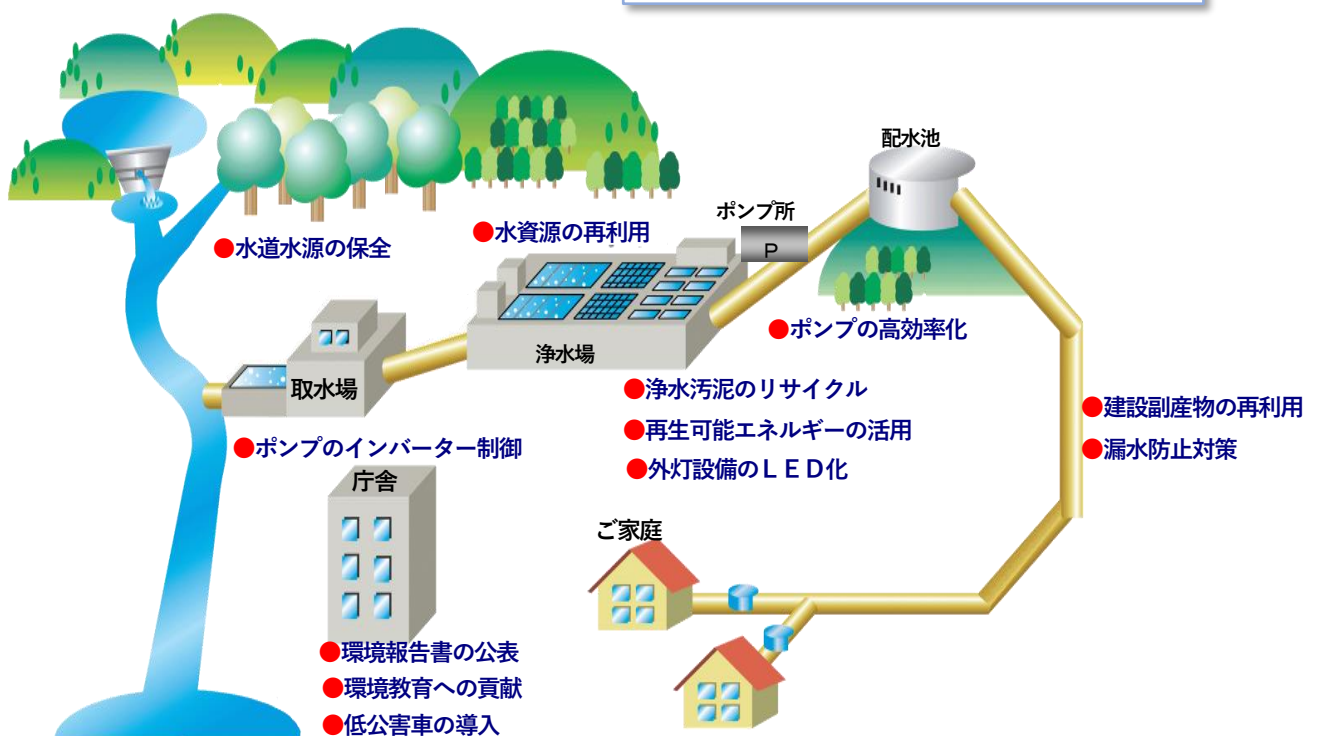 配水池
ポンプ所
P
●水道水源の保全
●水資源の再利用
浄水場
●ポンプの高効率化
取水場
●浄水汚泥のリサイクル
●再生可能エネルギーの活用
●外灯設備のＬＥＤ化
●建設副産物の再利用
●漏水防止対策
●ポンプのインバーター制御
庁舎
ご家庭
●環境報告書の公表
●環境教育への貢献
●低公害車の導入